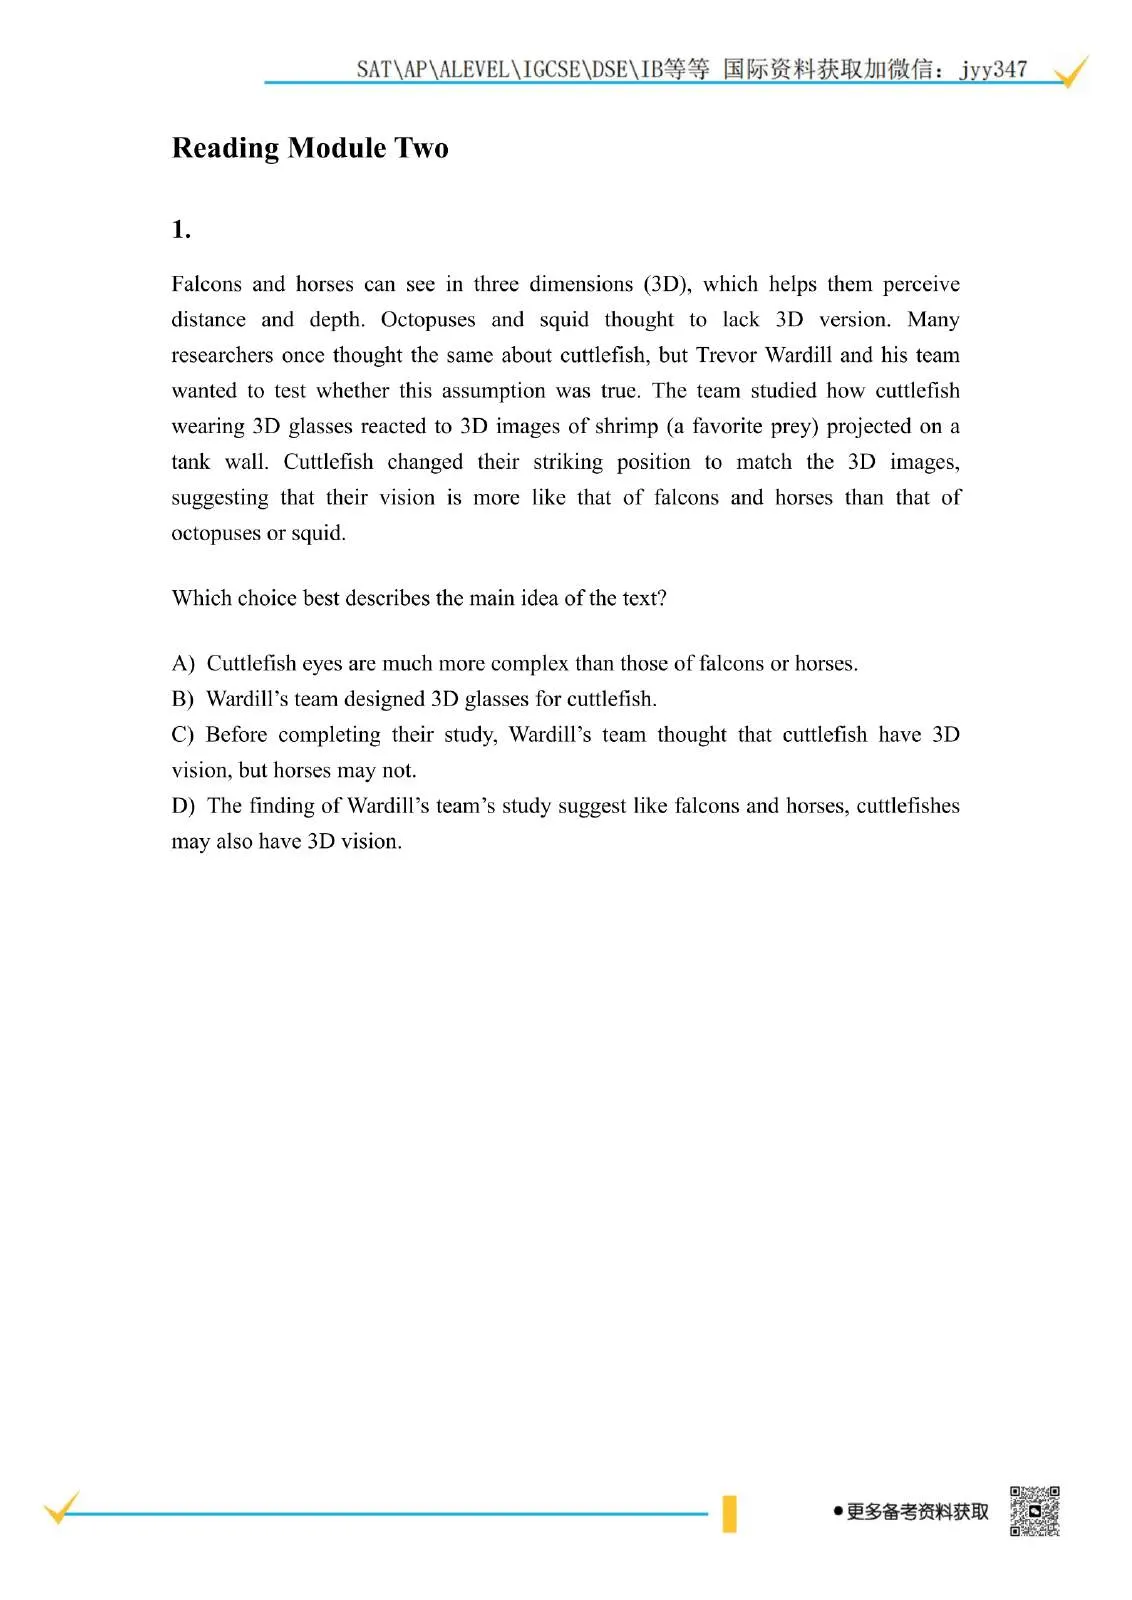 SAT\AP\ALEVEL\IGCSE\DSE\IB等等 国际资料获取加微信：jyy347
Reading Module Two
1.
Falcons and horses can see in three dimensions (3D), which helps them perceive
distance and depth. Octopuses and squid thought to lack 3D version. Many
researchers once thought the same about cuttlefish, but Trevor Wardill and his team
wanted to test whether this assumption was true. The team studied how cuttlefish
wearing 3D glasses reacted to 3D images of shrimp (a favorite prey) projected on a
tank wall. Cuttlefish changed their striking position to match the 3D images,
suggesting that their vision is more like that of falcons and horses than that of
octopuses or squid.
Which choice best describes the main idea of the text?
A) Cuttlefish eyes are much more complex than those of falcons or horses.
B) Wardill’s team designed 3D glasses for cuttlefish.
C) Before completing their study, Wardill’s team thought that cuttlefish have 3D
vision, but horses may not.
D) The finding of Wardill’s team’s study suggest like falcons and horses, cuttlefishes
may also have 3D vision.
●更多备考资料获取